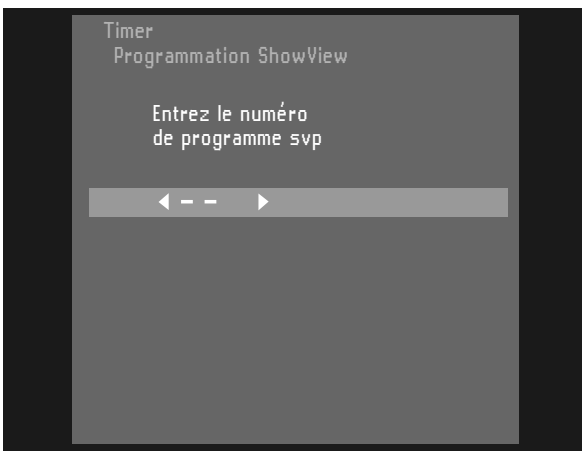 Timer
Programmation ShowView
Entrez le numéro
de programme svp
◀ – – ▶